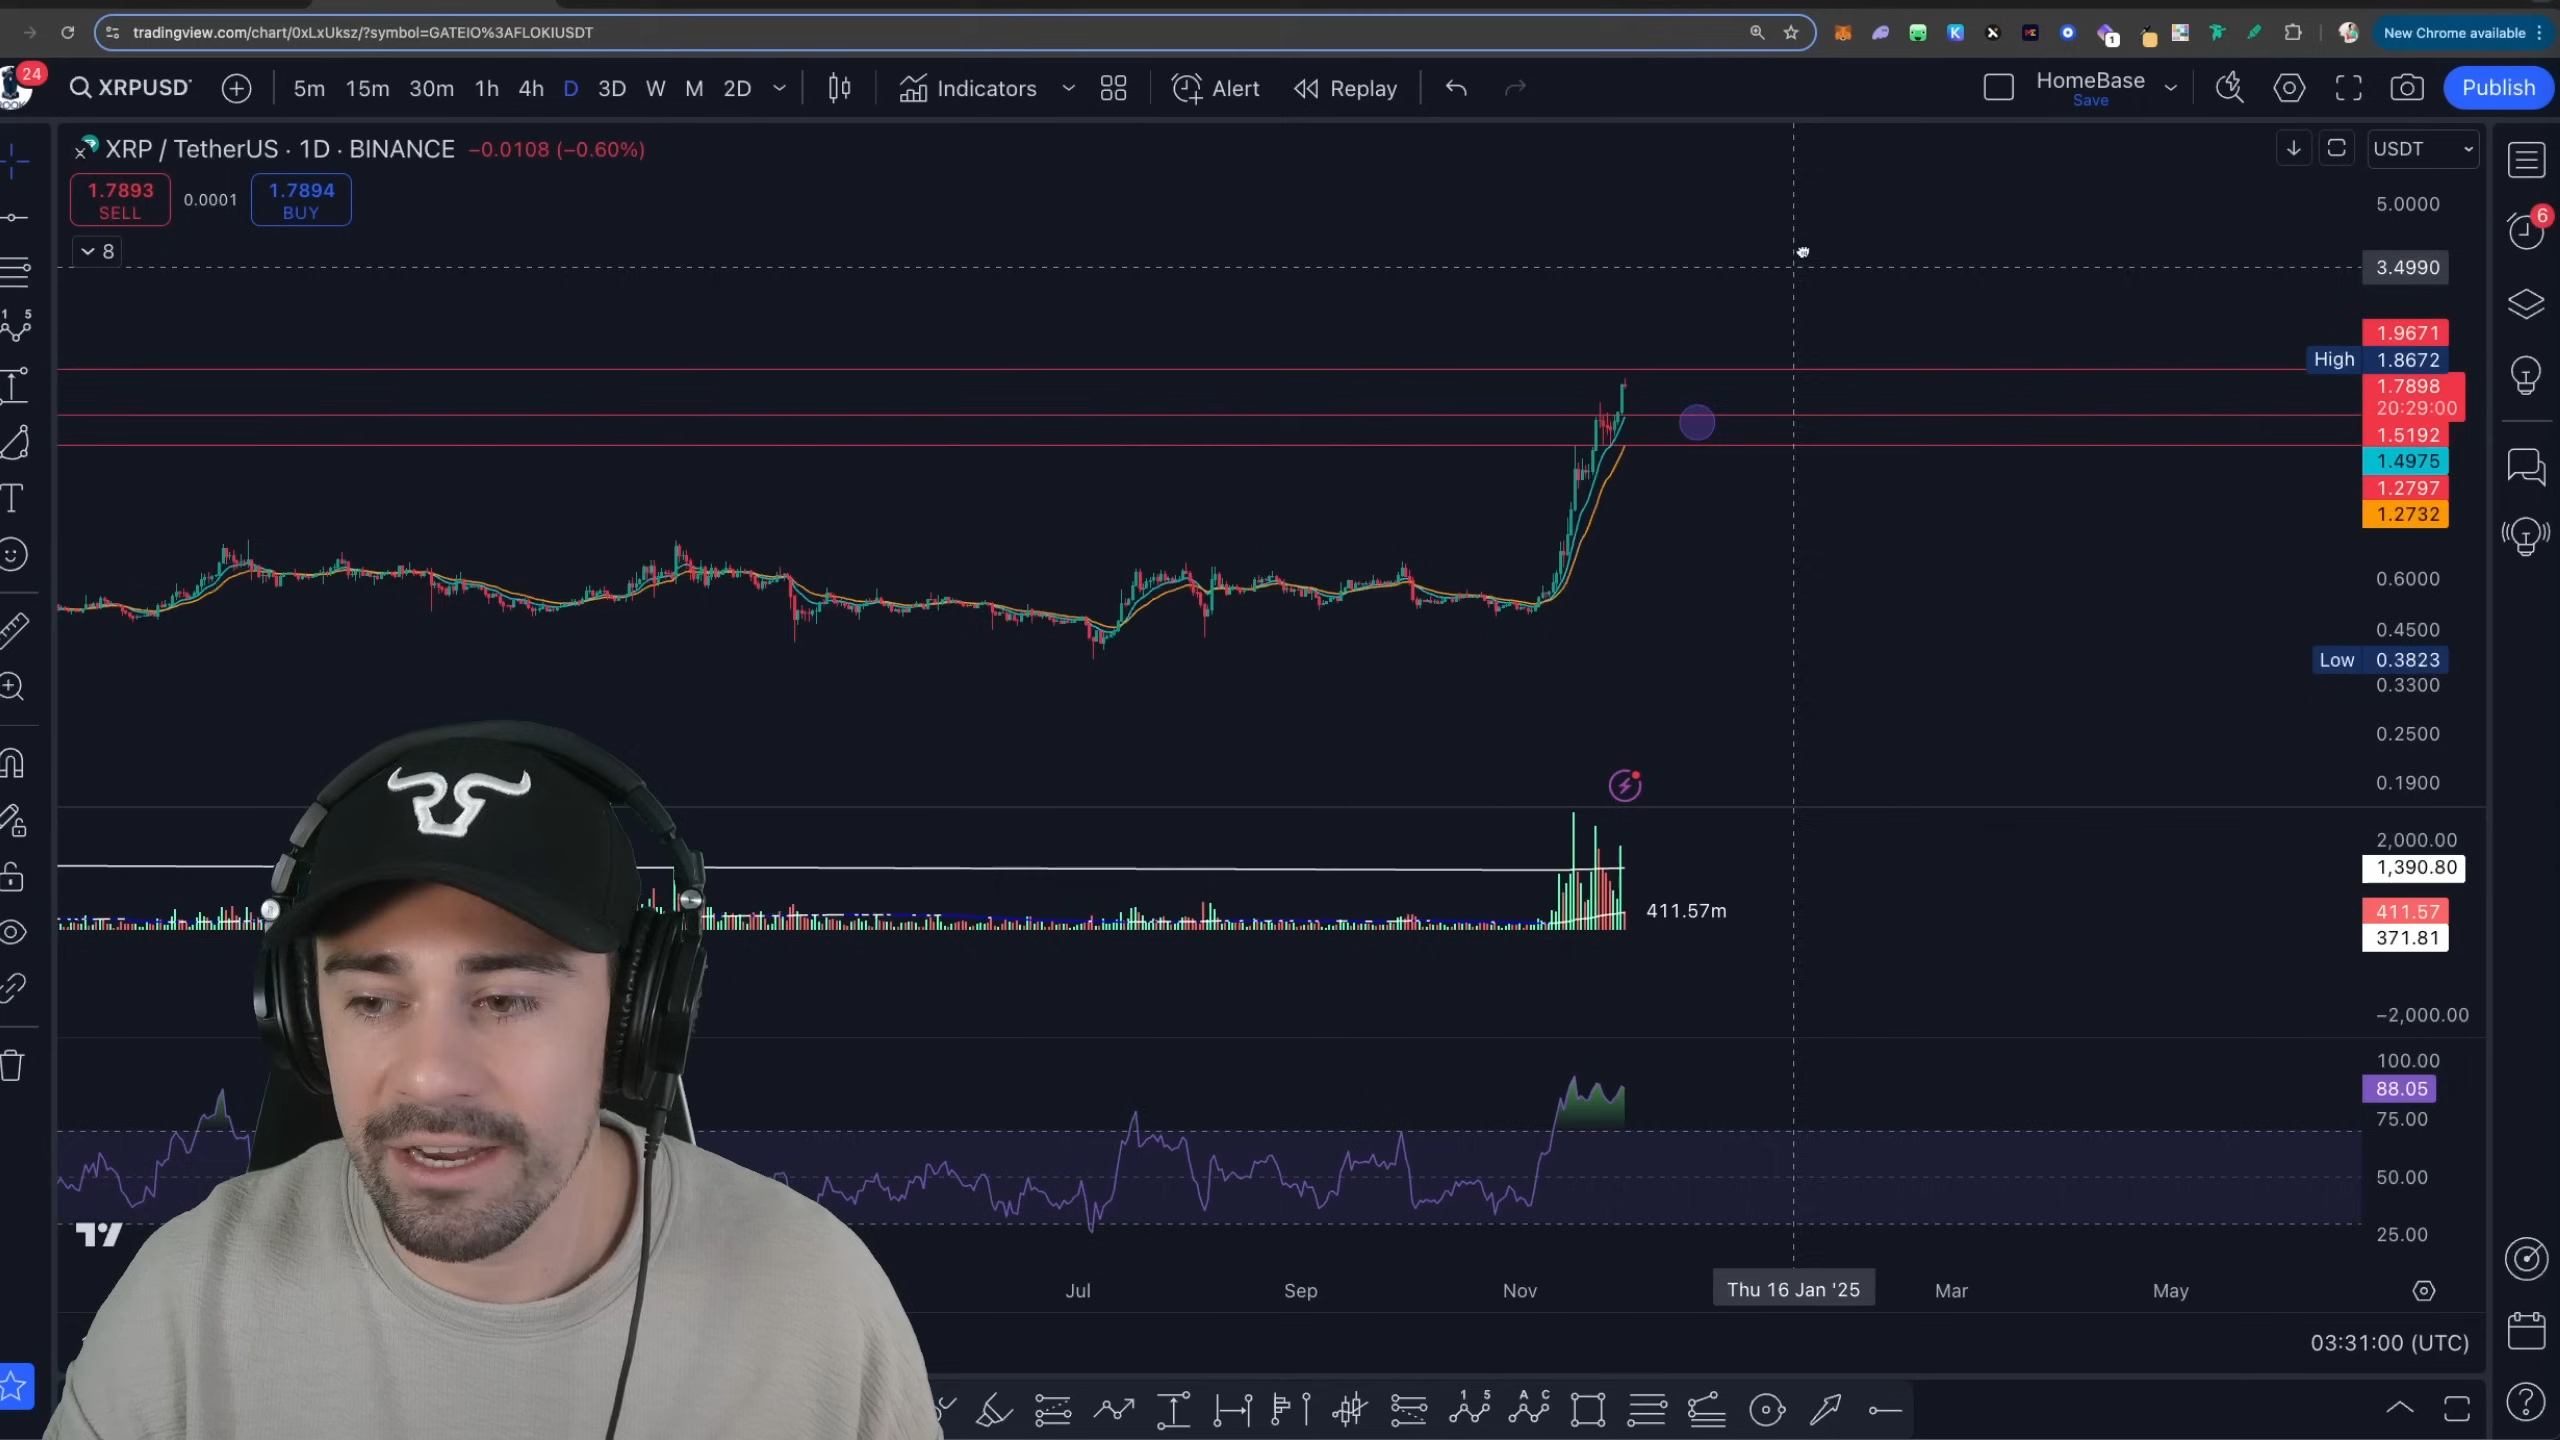 tradingview.com/chart/0xLxUksz/?symbol=GATEIO%3AFLOKIUSDT
New Chrome available
24
XRPUSD
5m 15m 30m 1h 4h D 3D W M 2D
Indicators
Alert
Replay
HomeBase
Save
Publish
XRP / TetherUS · 1D · BINANCE −0.0108 (−0.60%)
USDT
1.7893
SELL
0.0001
1.7894
BUY
8
5.0000
3.4990
1.9671
High 1.8672
1.7898
20:29:00
1.5192
1.4975
1.2797
1.2732
0.6000
0.4500
Low 0.3823
0.3300
0.2500
0.1900
2,000.00
1,390.80
411.57m
411.57
371.81
−2,000.00
100.00
88.05
75.00
50.00
25.00
Jul Sep Nov Thu 16 Jan '25 Mar May
03:31:00 (UTC)
6
1
1 5
1 5
A C